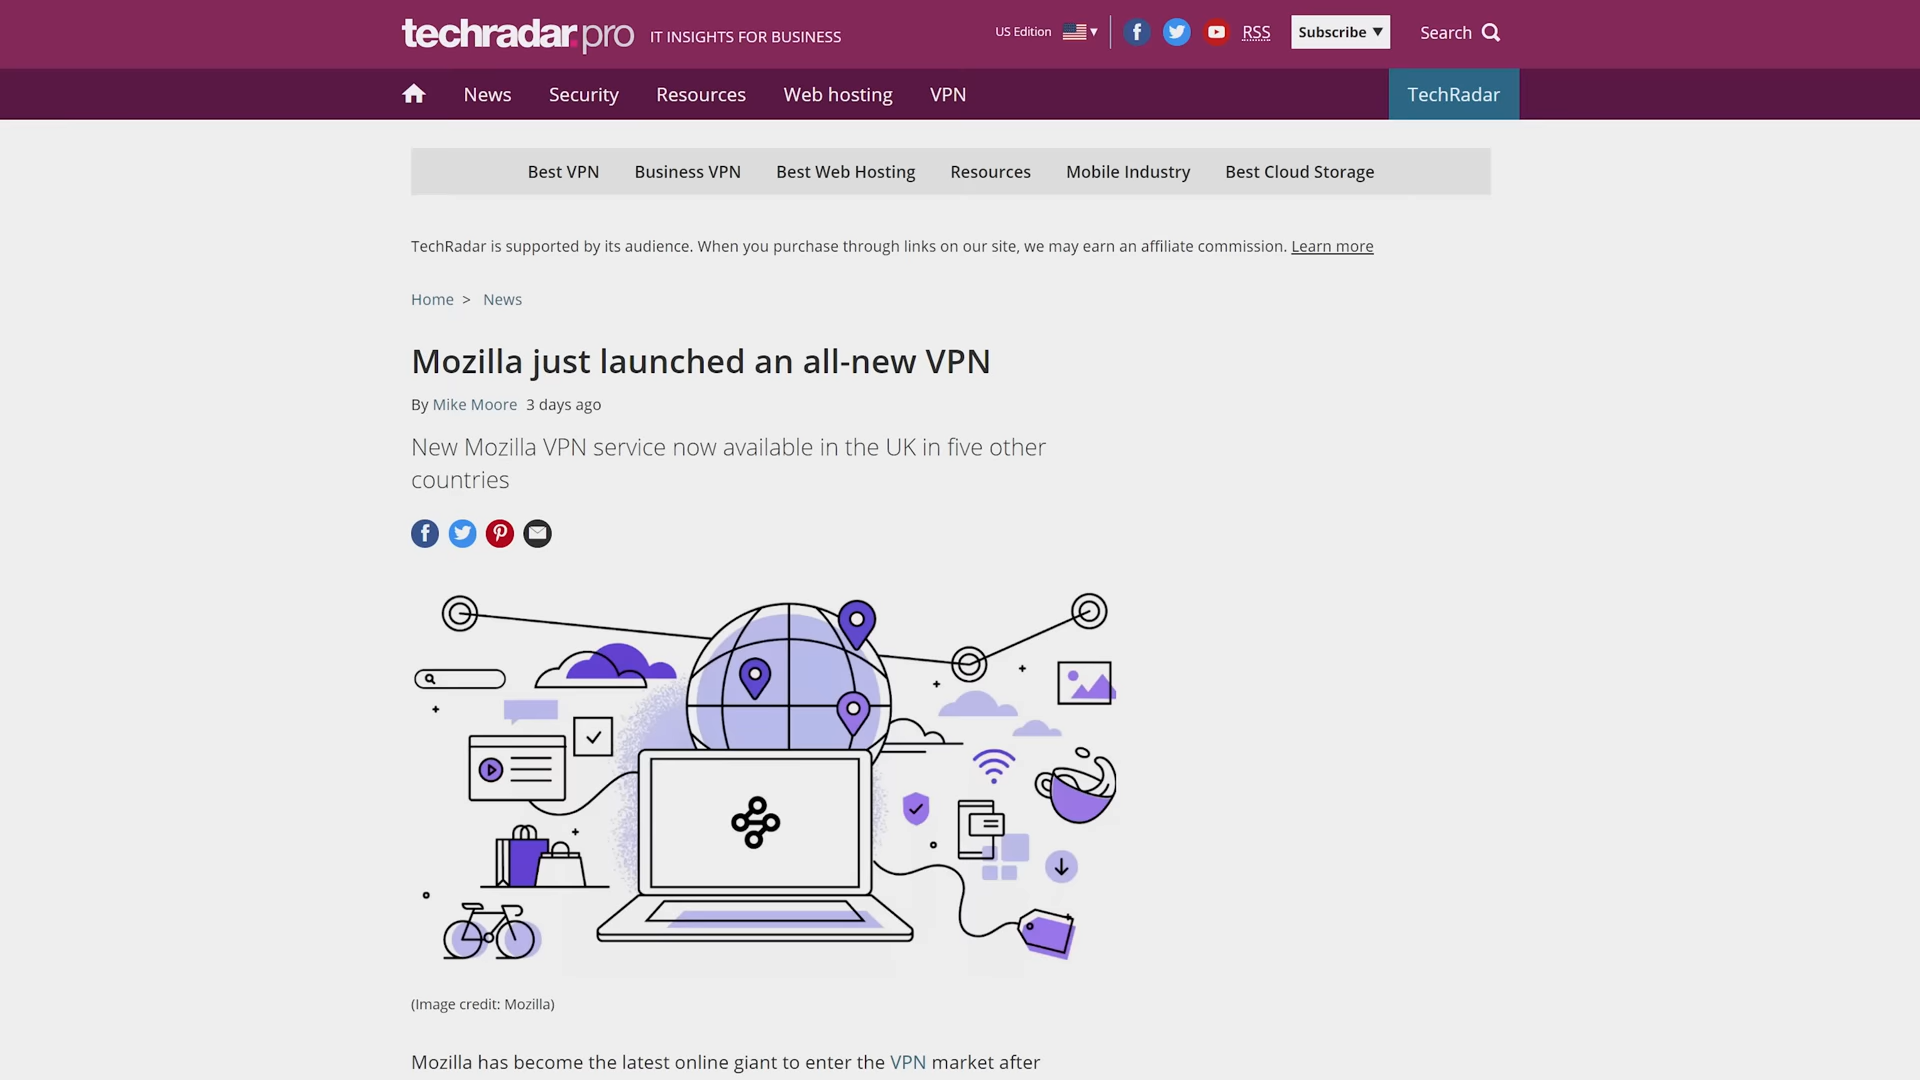 techradar.pro IT INSIGHTS FOR BUSINESS
US Edition
RSS
Subscribe ▼
Search
News
Security
Resources
Web hosting
VPN
TechRadar
Best VPN
Business VPN
Best Web Hosting
Resources
Mobile Industry
Best Cloud Storage
TechRadar is supported by its audience. When you purchase through links on our site, we may earn an affiliate commission. Learn more
Home > News
Mozilla just launched an all-new VPN
By Mike Moore 3 days ago
New Mozilla VPN service now available in the UK in five other
countries
(Image credit: Mozilla)
Mozilla has become the latest online giant to enter the VPN market after